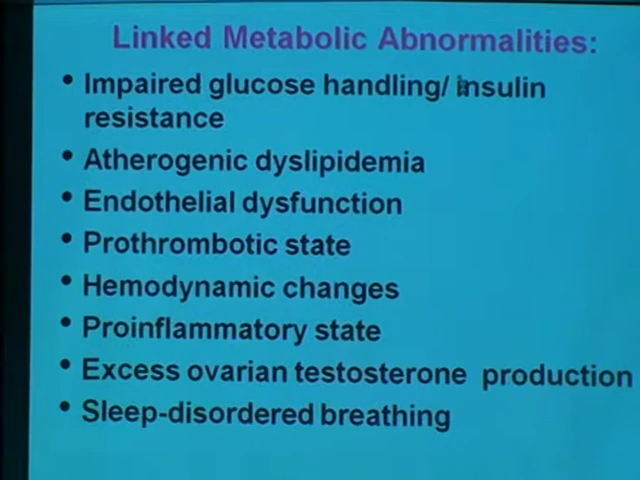 Linked Metabolic Abnormalities:
• Impaired glucose handling/ insulin
resistance
• Atherogenic dyslipidemia
• Endothelial dysfunction
• Prothrombotic state
• Hemodynamic changes
• Proinflammatory state
• Excess ovarian testosterone production
• Sleep-disordered breathing